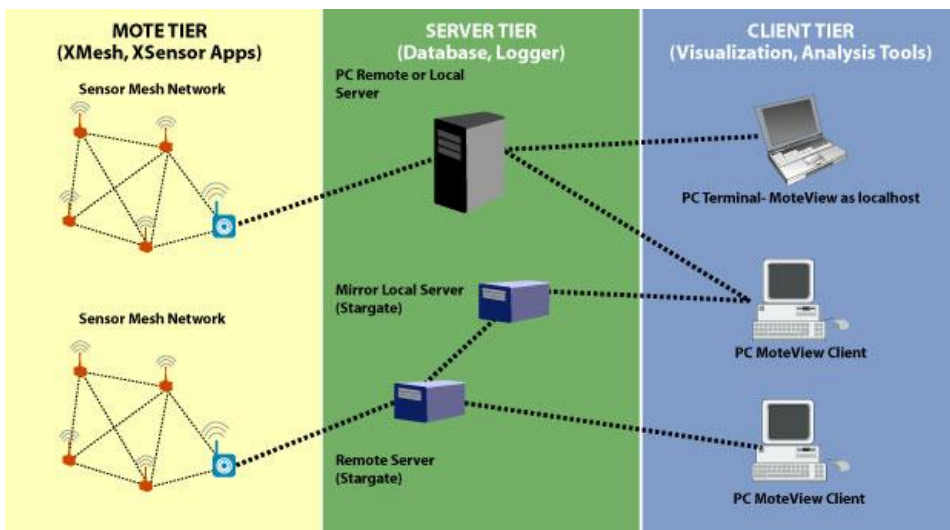 MOTE TIER
(XMesh, XSensor Apps)
Sensor Mesh Network
Sensor Mesh Network
SERVER TIER
(Database, Logger)
PC Remote or Local
Server
Mirror Local Server
(Stargate)
Remote Server
(Stargate)
CLIENT TIER
(Visualization, Analysis Tools)
PC Terminal- MoteView as localhost
PC MoteView Client
PC MoteView Client